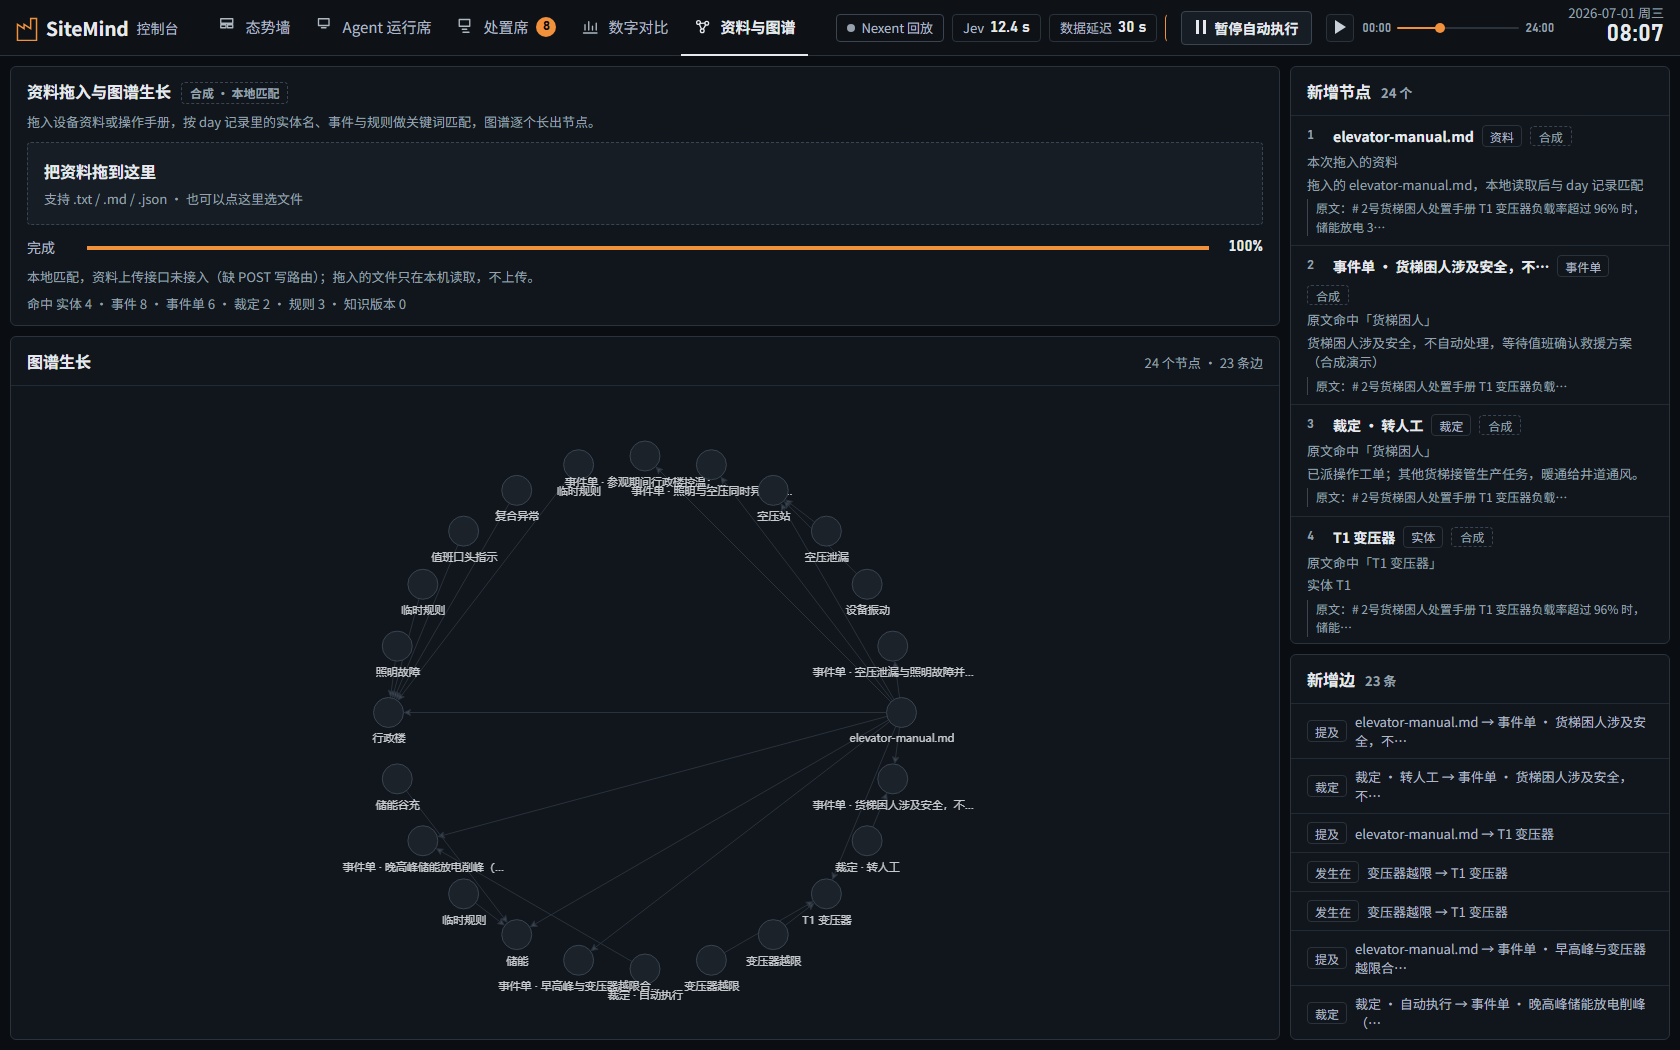 SiteMind 控制台
态势墙
Agent 运行席
处置席 8
数字对比
资料与图谱
Nexent 回放
Jev 12.4 s
数据延迟 30 s
暂停自动执行
00:00
24:00
2026-07-01 周三
08:07
资料拖入与图谱生长
合成 · 本地匹配
拖入设备资料或操作手册，按 day 记录里的实体名、事件与规则做关键词匹配，图谱逐个长出节点。
把资料拖到这里
支持 .txt / .md / .json · 也可以点这里选文件
完成
100%
本地匹配，资料上传接口未接入（缺 POST 写路由）；拖入的文件只在本机读取，不上传。
命中 实体 4 · 事件 8 · 事件单 6 · 裁定 2 · 规则 3 · 知识版本 0
图谱生长
24 个节点 · 23 条边
事件单 · 参观期间行政楼控温；
临时规则
事件单 · 照明与空压同时异
复合异常
空压站
值班口头指示
空压泄漏
临时规则
设备振动
照明故障
事件单 · 空压泄漏与照明故障并...
行政楼
elevator-manual.md
储能谷充
事件单 · 货梯困人涉及安全，不...
事件单 · 晚高峰储能放电削峰（...
裁定 · 转人工
临时规则
T1 变压器
储能
变压器越限
事件单 · 早高峰与变压器越限合
裁定 · 自动执行
变压器越限
新增节点 24 个
1 elevator-manual.md 资料 合成
本次拖入的资料
拖入的 elevator-manual.md，本地读取后与 day 记录匹配
原文：# 2号货梯困人处置手册 T1 变压器负载率超过 96% 时，
储能放电 3…
2 事件单 · 货梯困人涉及安全，不… 事件单
合成
原文命中「货梯困人」
货梯困人涉及安全，不自动处理，等待值班确认救援方案
（合成演示）
原文：# 2号货梯困人处置手册 T1 变压器负载…
3 裁定 · 转人工 裁定 合成
原文命中「货梯困人」
已派操作工单；其他货梯接管生产任务，暖通给井道通风。
原文：# 2号货梯困人处置手册 T1 变压器负载…
4 T1 变压器 实体 合成
原文命中「T1 变压器」
实体 T1
原文：# 2号货梯困人处置手册 T1 变压器负载率超过 96% 时，
储能…
新增边 23 条
提及 elevator-manual.md → 事件单 · 货梯困人涉及安
全，不…
裁定 裁定 · 转人工 → 事件单 · 货梯困人涉及安全，
不…
提及 elevator-manual.md → T1 变压器
发生在 变压器越限 → T1 变压器
发生在 变压器越限 → T1 变压器
提及 elevator-manual.md → 事件单 · 早高峰与变压器
越限合…
裁定 裁定 · 自动执行 → 事件单 · 晚高峰储能放电削峰
（…